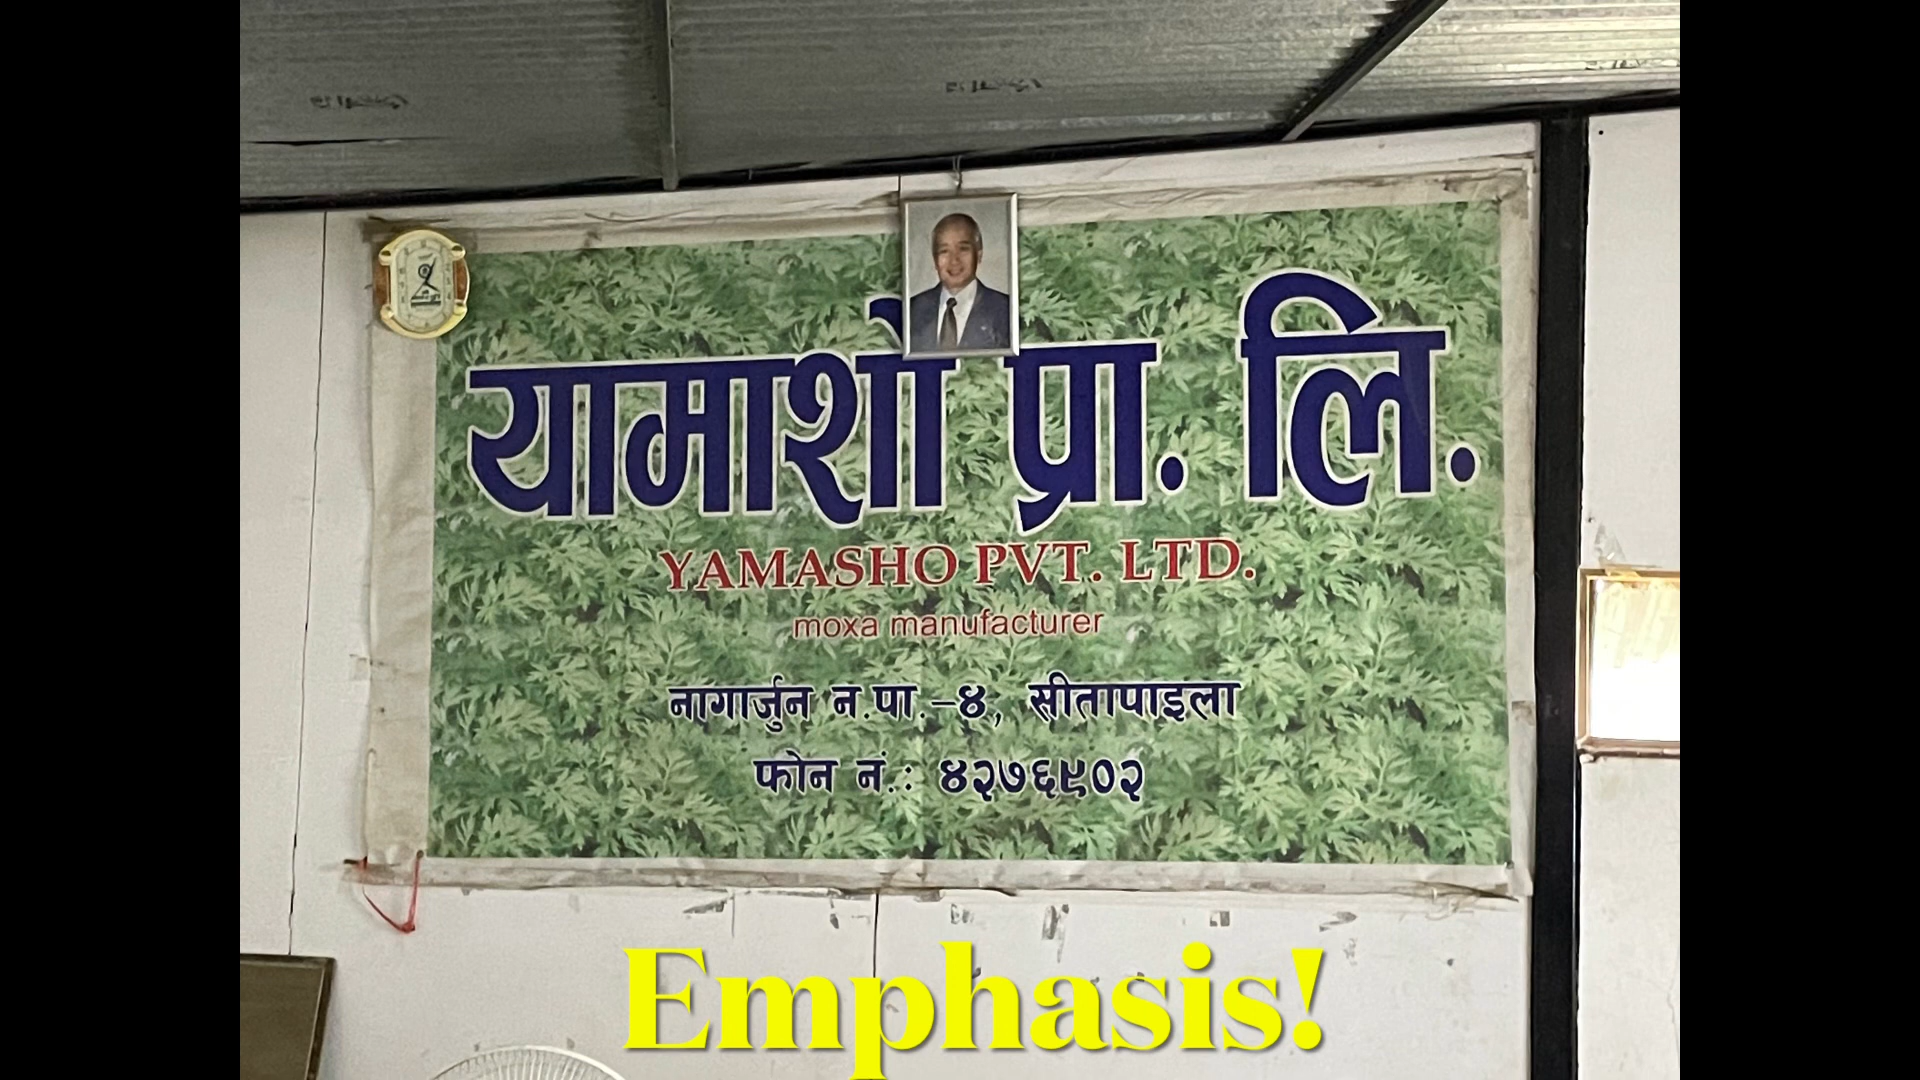 यामाशो प्रा. लि.
YAMASHO PVT. LTD.
moxa manufacturer
नागार्जुन न.पा.–४, सीतापाइला
फोन नं.: ४२७६९०२
Emphasis!